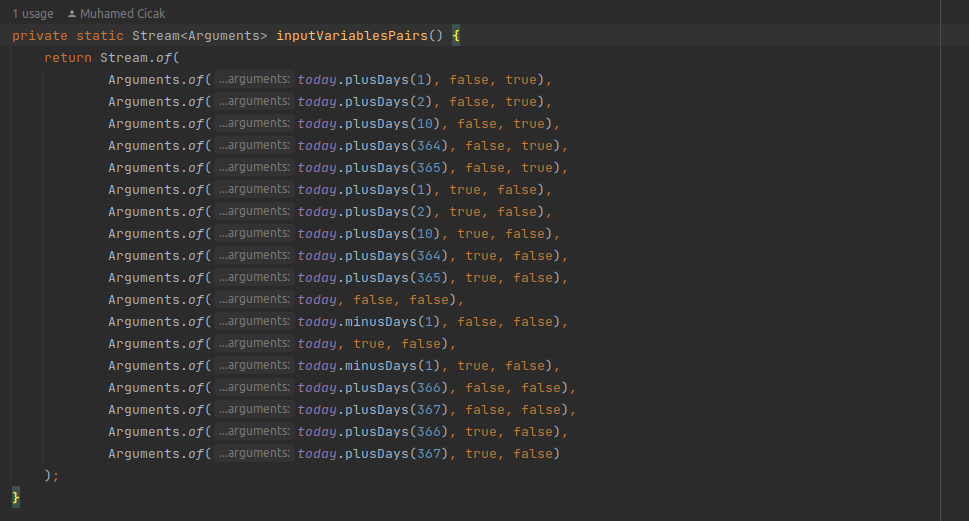 1 usage Muhamed Cicak
private static Stream<Arguments> inputVariablesPairs() {
return Stream.of(
Arguments.of( ...arguments: today.plusDays(1), false, true),
Arguments.of( ...arguments: today.plusDays(2), false, true),
Arguments.of( ...arguments: today.plusDays(10), false, true),
Arguments.of( ...arguments: today.plusDays(364), false, true),
Arguments.of( ...arguments: today.plusDays(365), false, true),
Arguments.of( ...arguments: today.plusDays(1), true, false),
Arguments.of( ...arguments: today.plusDays(2), true, false),
Arguments.of( ...arguments: today.plusDays(10), true, false),
Arguments.of( ...arguments: today.plusDays(364), true, false),
Arguments.of( ...arguments: today.plusDays(365), true, false),
Arguments.of( ...arguments: today, false, false),
Arguments.of( ...arguments: today.minusDays(1), false, false),
Arguments.of( ...arguments: today, true, false),
Arguments.of( ...arguments: today.minusDays(1), true, false),
Arguments.of( ...arguments: today.plusDays(366), false, false),
Arguments.of( ...arguments: today.plusDays(367), false, false),
Arguments.of( ...arguments: today.plusDays(366), true, false),
Arguments.of( ...arguments: today.plusDays(367), true, false)
);
}